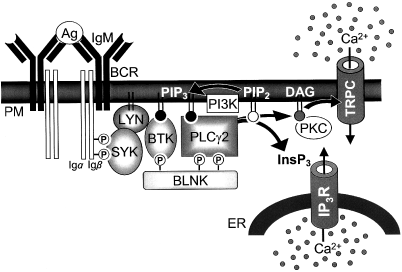 Ag
IgM
Ca2+
BCR
PM
PIP3
PIP2
DAG
PI3K
TRPC
LYN
BTK
PLCγ2
PKC
P
P
SYK
Igα
Igβ
P
P
P
BLNK
InsP3
IP3R
ER
Ca2+